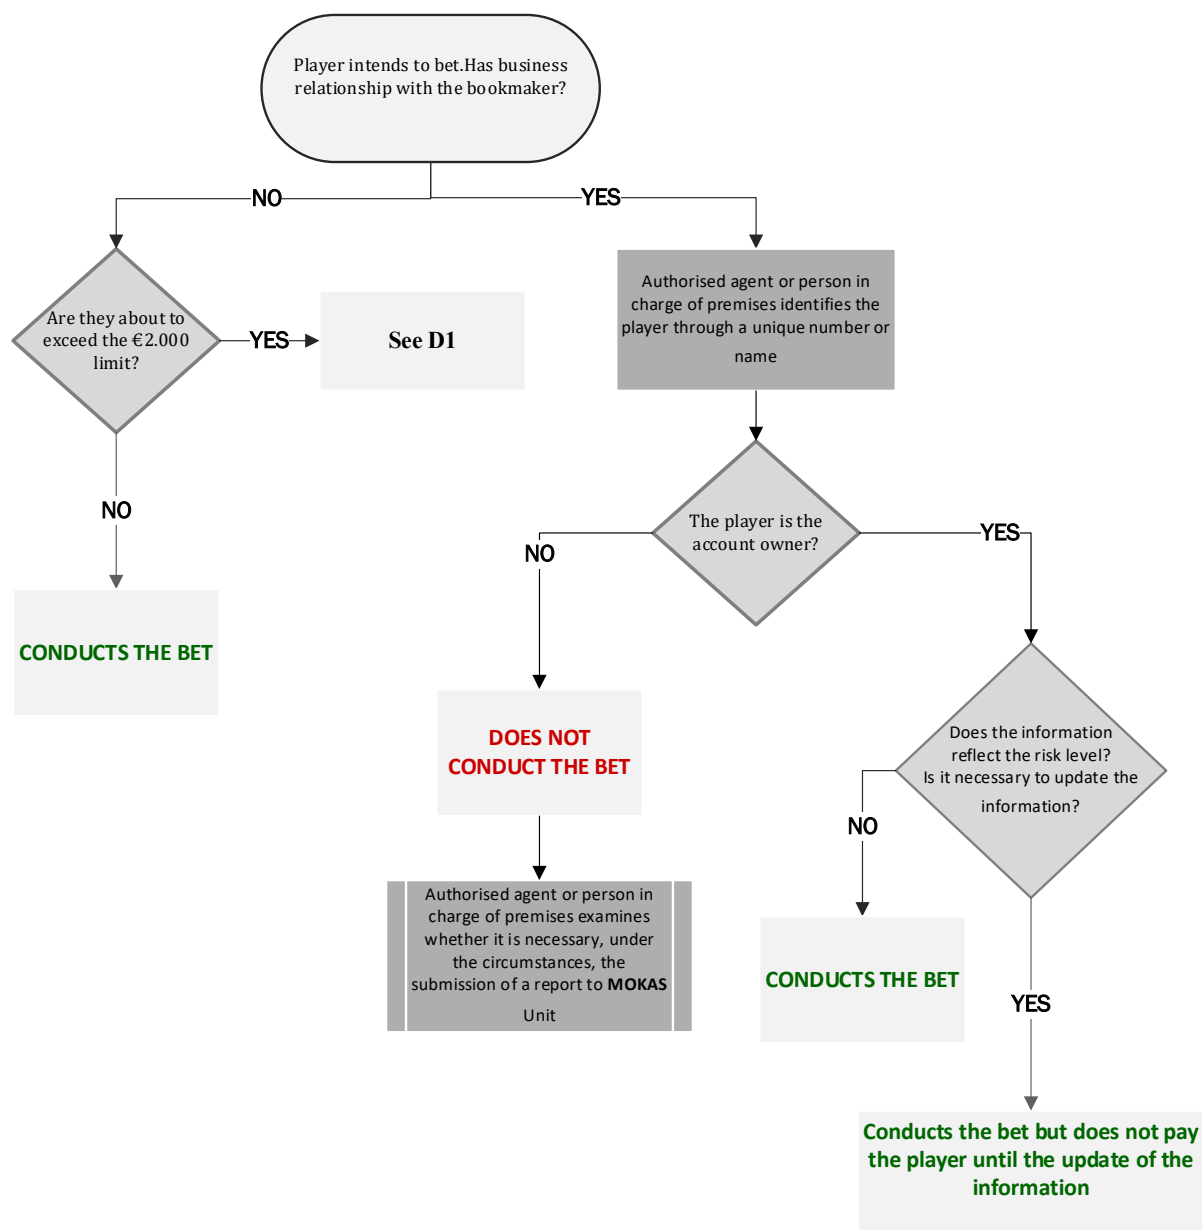 Player intends to bet.Has business
relationship with the bookmaker?
NO
YES
Are they about to
exceed the €2.000
limit?
YES
See D1
Authorised agent or person in
charge of premises identifies the
player through a unique number or
name
NO
CONDUCTS THE BET
The player is the
account owner?
NO
YES
DOES NOT
CONDUCT THE BET
Authorised agent or person in
charge of premises examines
whether it is necessary, under
the circumstances, the
submission of a report to MOKAS
Unit
Does the information
reflect the risk level?
Is it necessary to update the
information?
NO
CONDUCTS THE BET
YES
Conducts the bet but does not pay
the player until the update of the
information